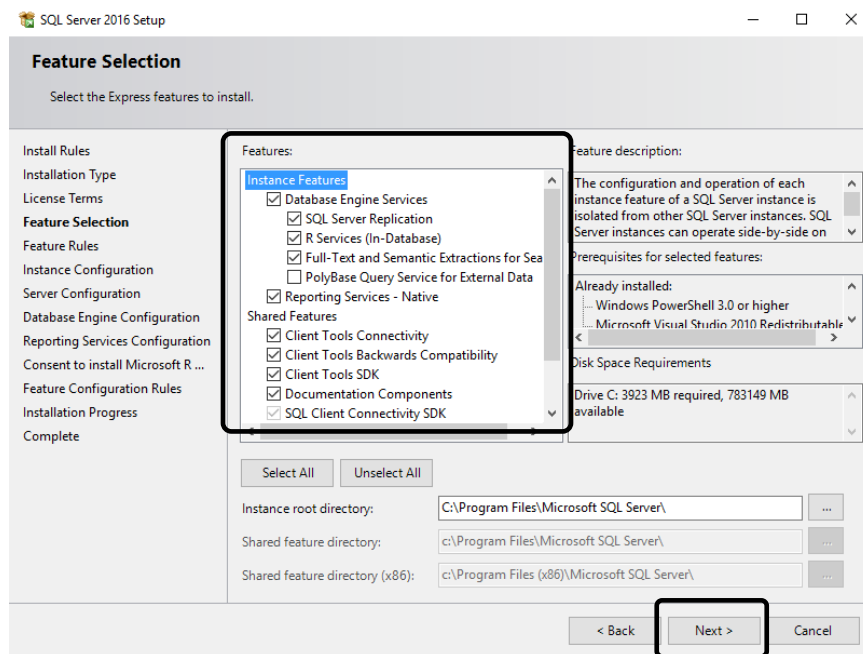 SQL Server 2016 Setup
Feature Selection
Select the Express features to install.
Install Rules
Installation Type
License Terms
Feature Selection
Feature Rules
Instance Configuration
Server Configuration
Database Engine Configuration
Reporting Services Configuration
Consent to install Microsoft R ...
Feature Configuration Rules
Installation Progress
Complete
Features:
Instance Features
Database Engine Services
SQL Server Replication
R Services (In-Database)
Full-Text and Semantic Extractions for Sea
PolyBase Query Service for External Data
Reporting Services - Native
Shared Features
Client Tools Connectivity
Client Tools Backwards Compatibility
Client Tools SDK
Documentation Components
SQL Client Connectivity SDK
Feature description:
The configuration and operation of each
instance feature of a SQL Server instance is
isolated from other SQL Server instances. SQL
Server instances can operate side-by-side on
Prerequisites for selected features:
Already installed:
Windows PowerShell 3.0 or higher
Microsoft Visual Studio 2010 Redistributable
Disk Space Requirements
Drive C: 3923 MB required, 783149 MB
available
Select All
Unselect All
Instance root directory:
C:\Program Files\Microsoft SQL Server\
...
Shared feature directory:
c:\Program Files\Microsoft SQL Server\
...
Shared feature directory (x86):
c:\Program Files (x86)\Microsoft SQL Server\
...
< Back
Next >
Cancel